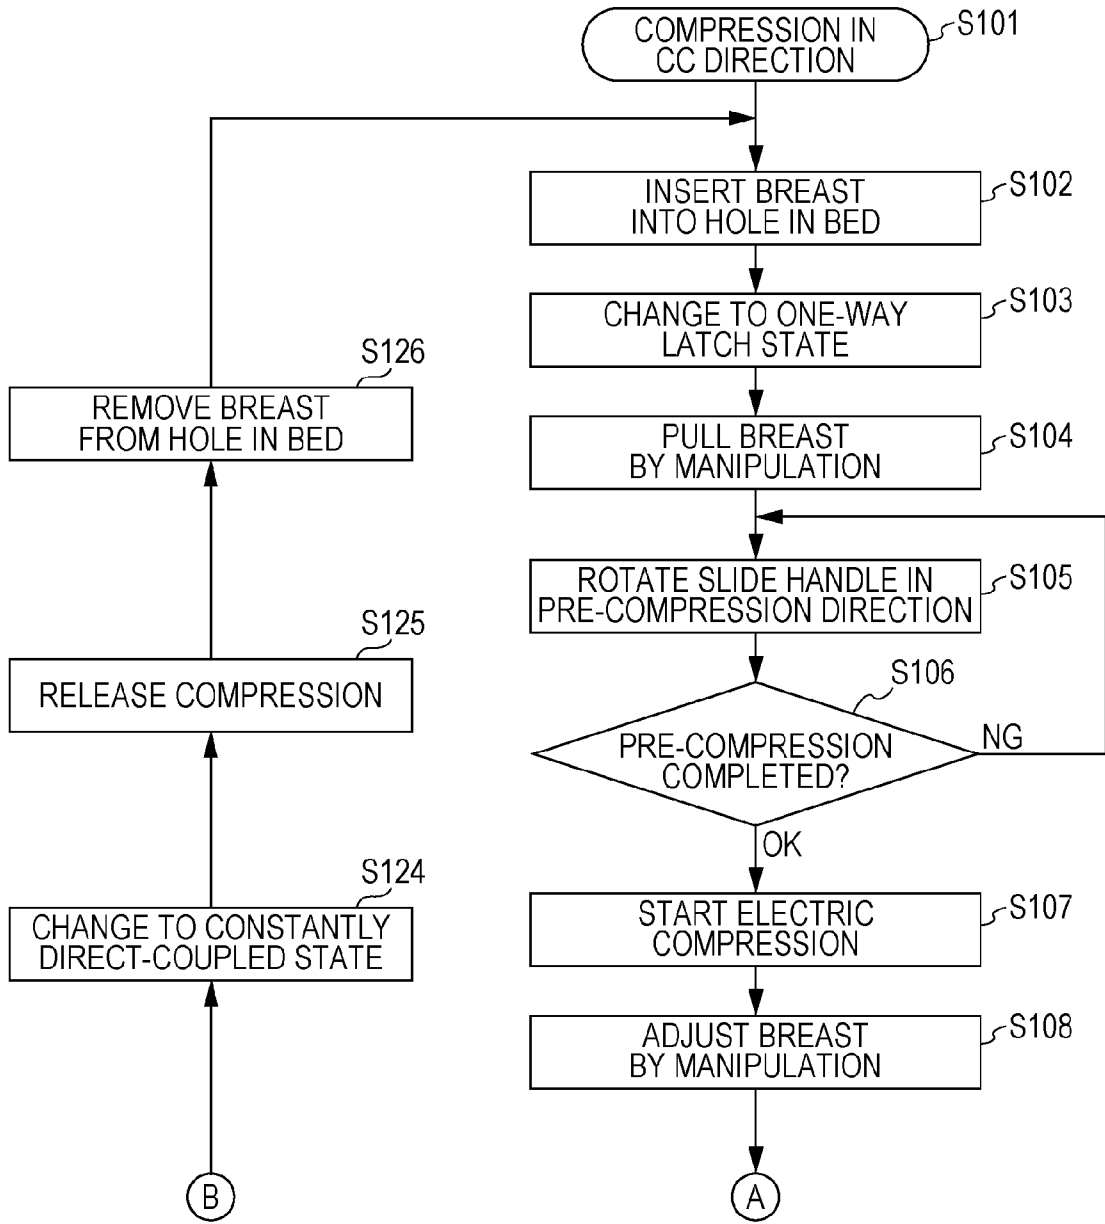 COMPRESSION IN
CC DIRECTION
S101
INSERT BREAST
INTO HOLE IN BED
S102
CHANGE TO ONE-WAY
LATCH STATE
S103
PULL BREAST
BY MANIPULATION
S104
ROTATE SLIDE HANDLE IN
PRE-COMPRESSION DIRECTION
S105
S106
PRE-COMPRESSION
COMPLETED?
NG
OK
START ELECTRIC
COMPRESSION
S107
ADJUST BREAST
BY MANIPULATION
S108
A
S126
REMOVE BREAST
FROM HOLE IN BED
S125
RELEASE COMPRESSION
S124
CHANGE TO CONSTANTLY
DIRECT-COUPLED STATE
B